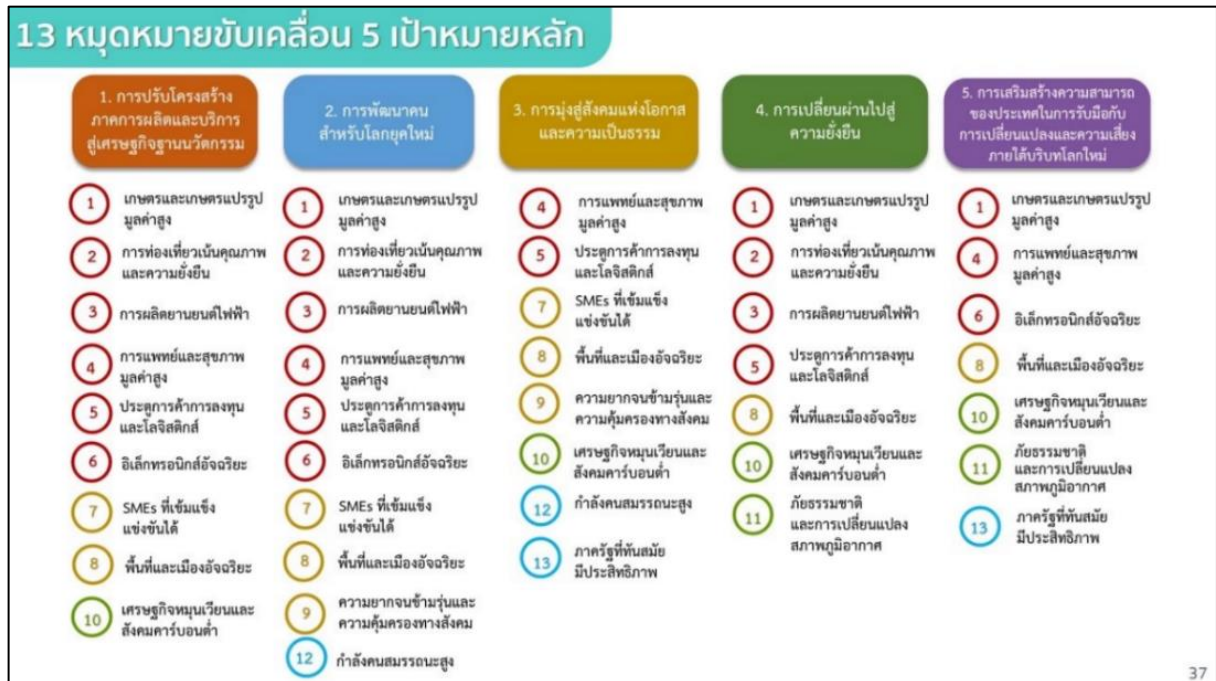 13 หมุดหมายขับเคลื่อน 5 เป้าหมายหลัก
1. การปรับโครงสร้าง
ภาคการผลิตและบริการ
สู่เศรษฐกิจฐานนวัตกรรม
1
เกษตรและเกษตรแปรรูป
มูลค่าสูง
2
การท่องเที่ยวเน้นคุณภาพ
และความยั่งยืน
3
การผลิตยานยนต์ไฟฟ้า
4
การแพทย์และสุขภาพ
มูลค่าสูง
5
ประตูการค้าการลงทุน
และโลจิสติกส์
6
อิเล็กทรอนิกส์อัจฉริยะ
7
SMEs ที่เข้มแข็ง
แข่งขันได้
8
พื้นที่และเมืองอัจฉริยะ
10
เศรษฐกิจหมุนเวียนและ
สังคมคาร์บอนต่ำ
2. การพัฒนาคน
สำหรับโลกยุคใหม่
1
เกษตรและเกษตรแปรรูป
มูลค่าสูง
2
การท่องเที่ยวเน้นคุณภาพ
และความยั่งยืน
3
การผลิตยานยนต์ไฟฟ้า
4
การแพทย์และสุขภาพ
มูลค่าสูง
5
ประตูการค้าการลงทุน
และโลจิสติกส์
6
อิเล็กทรอนิกส์อัจฉริยะ
7
SMEs ที่เข้มแข็ง
แข่งขันได้
8
พื้นที่และเมืองอัจฉริยะ
9
ความยากจนข้ามรุ่นและ
ความคุ้มครองทางสังคม
12
กำลังคนสมรรถนะสูง
3. การมุ่งสู่สังคมแห่งโอกาส
และความเป็นธรรม
4
การแพทย์และสุขภาพ
มูลค่าสูง
5
ประตูการค้าการลงทุน
และโลจิสติกส์
7
SMEs ที่เข้มแข็ง
แข่งขันได้
8
พื้นที่และเมืองอัจฉริยะ
9
ความยากจนข้ามรุ่นและ
ความคุ้มครองทางสังคม
10
เศรษฐกิจหมุนเวียนและ
สังคมคาร์บอนต่ำ
12
กำลังคนสมรรถนะสูง
13
ภาครัฐที่ทันสมัย
มีประสิทธิภาพ
4. การเปลี่ยนผ่านไปสู่
ความยั่งยืน
1
เกษตรและเกษตรแปรรูป
มูลค่าสูง
2
การท่องเที่ยวเน้นคุณภาพ
และความยั่งยืน
3
การผลิตยานยนต์ไฟฟ้า
5
ประตูการค้าการลงทุน
และโลจิสติกส์
8
พื้นที่และเมืองอัจฉริยะ
10
เศรษฐกิจหมุนเวียนและ
สังคมคาร์บอนต่ำ
11
ภัยธรรมชาติ
และการเปลี่ยนแปลง
สภาพภูมิอากาศ
5. การเสริมสร้างความสามารถ
ของประเทศในการรับมือกับ
การเปลี่ยนแปลงและความเสี่ยง
ภายใต้บริบทโลกใหม่
1
เกษตรและเกษตรแปรรูป
มูลค่าสูง
4
การแพทย์และสุขภาพ
มูลค่าสูง
6
อิเล็กทรอนิกส์อัจฉริยะ
8
พื้นที่และเมืองอัจฉริยะ
10
เศรษฐกิจหมุนเวียนและ
สังคมคาร์บอนต่ำ
11
ภัยธรรมชาติ
และการเปลี่ยนแปลง
สภาพภูมิอากาศ
13
ภาครัฐที่ทันสมัย
มีประสิทธิภาพ
37